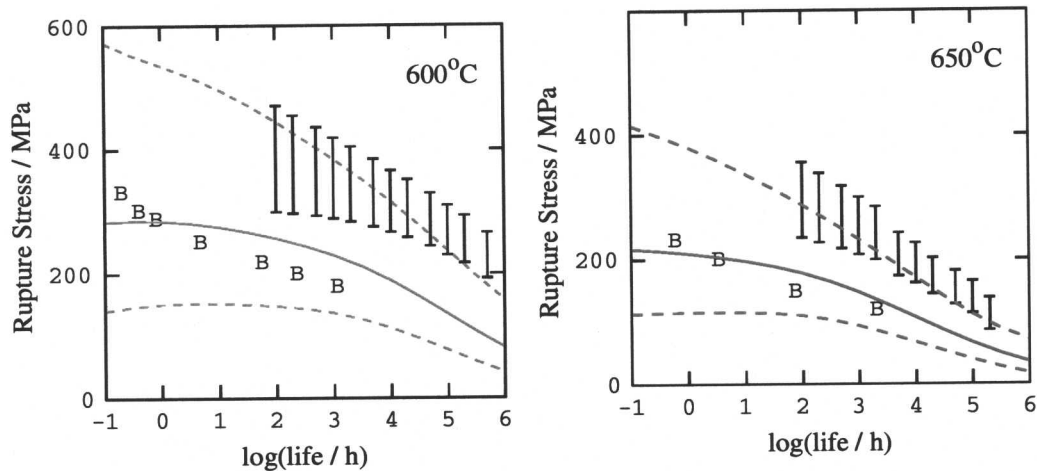 600
400
200
0
Rupture Stress / MPa
600°C
B
B
B
B
B
B
B
-1 0 1 2 3 4 5 6
log(life / h)
400
200
0
Rupture Stress / MPa
650°C
B
B
B
B
-1 0 1 2 3 4 5 6
log(life / h)